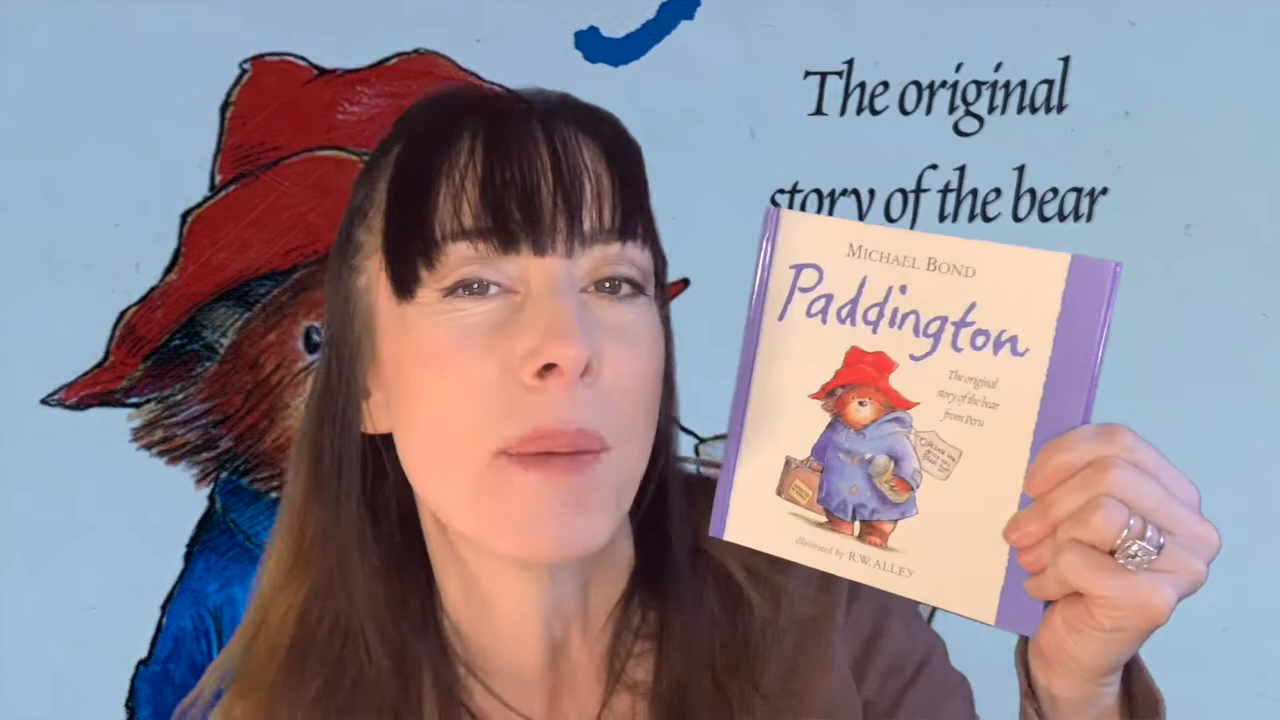 The original
story of the bear
MICHAEL BOND
Paddington
The original
story of the bear
from Peru
illustrated by R.W. ALLEY